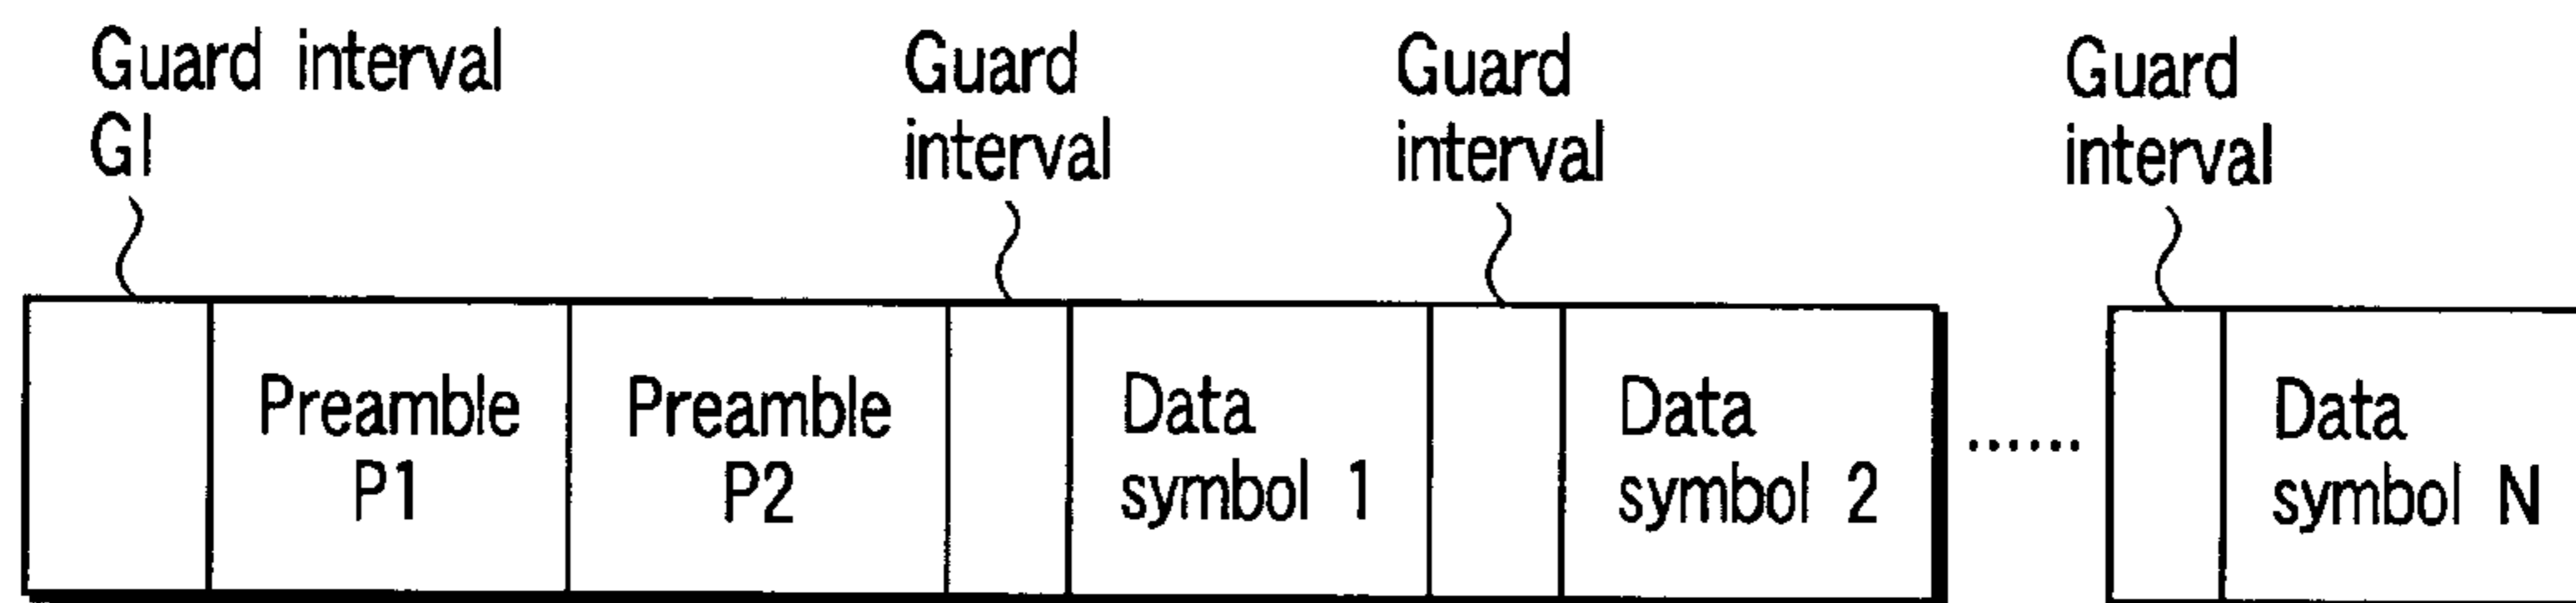 Guard interval
GI
Guard
interval
Guard
interval
Guard
interval
Preamble
P1
Preamble
P2
Data
symbol 1
Data
symbol 2
......
Data
symbol N